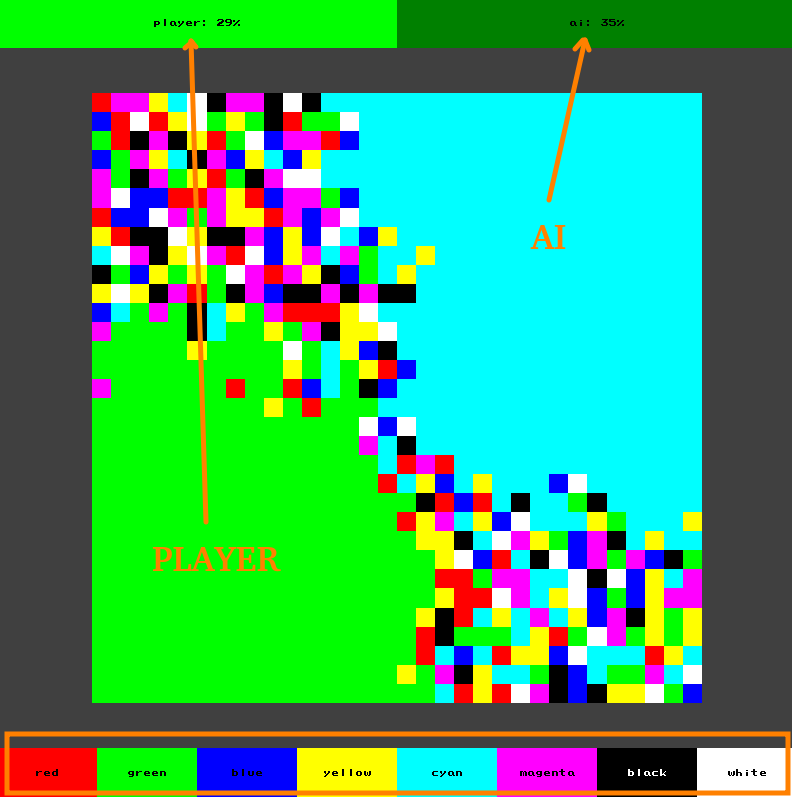 player: 29%
ai: 35%
AI
PLAYER
red green blue yellow cyan magenta black white